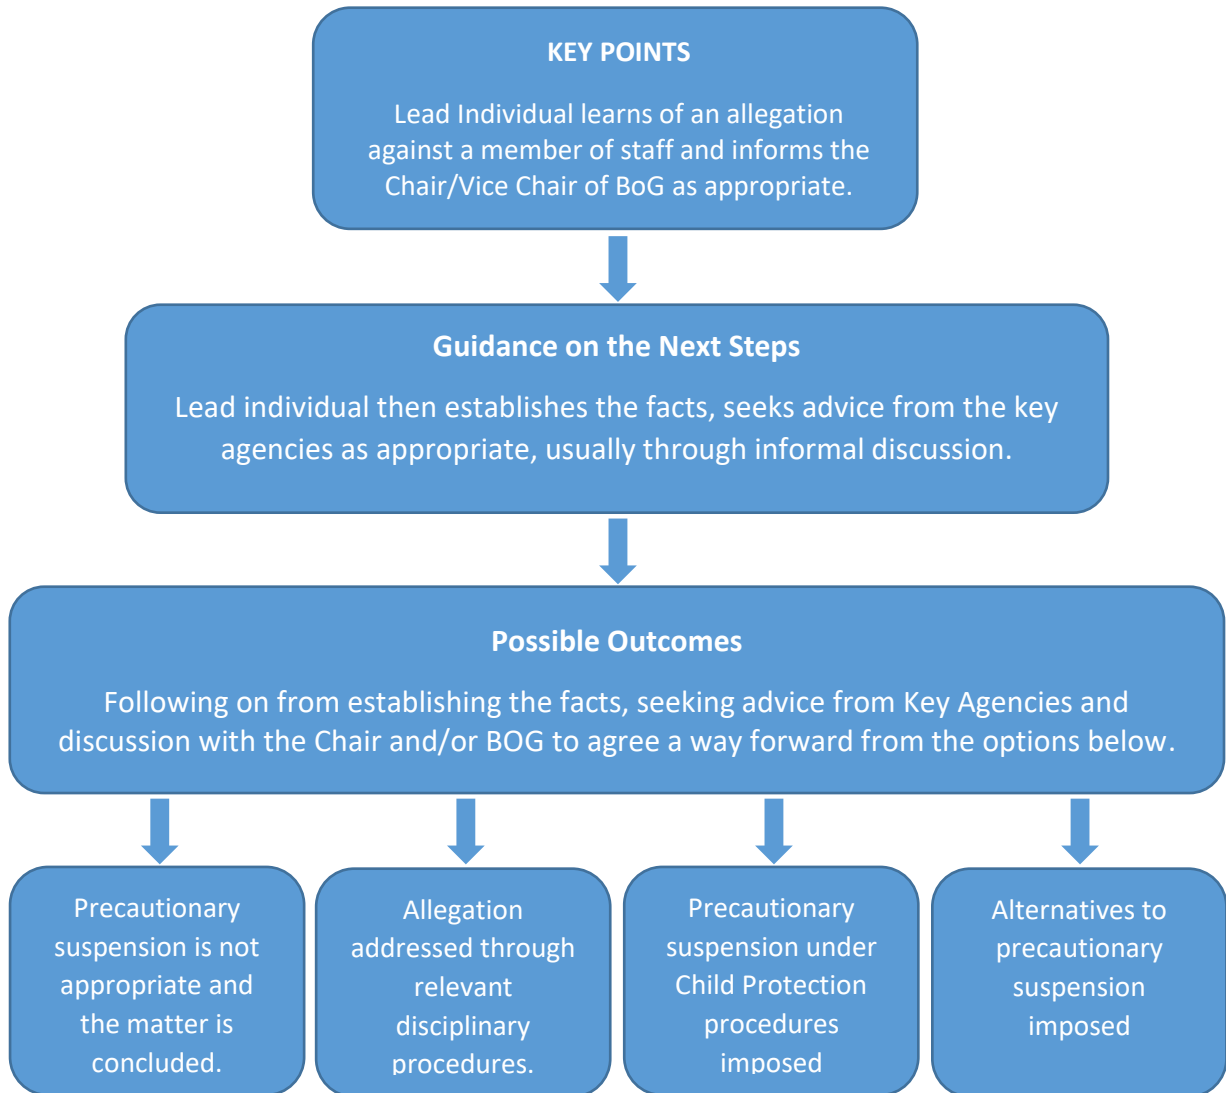 KEY POINTS
Lead Individual learns of an allegation
against a member of staff and informs the
Chair/Vice Chair of BoG as appropriate.
Guidance on the Next Steps
Lead individual then establishes the facts, seeks advice from the key
agencies as appropriate, usually through informal discussion.
Possible Outcomes
Following on from establishing the facts, seeking advice from Key Agencies and
discussion with the Chair and/or BOG to agree a way forward from the options below.
Precautionary
suspension is not
appropriate and
the matter is
concluded.
Allegation
addressed through
relevant
disciplinary
procedures.
Precautionary
suspension under
Child Protection
procedures
imposed
Alternatives to
precautionary
suspension
imposed